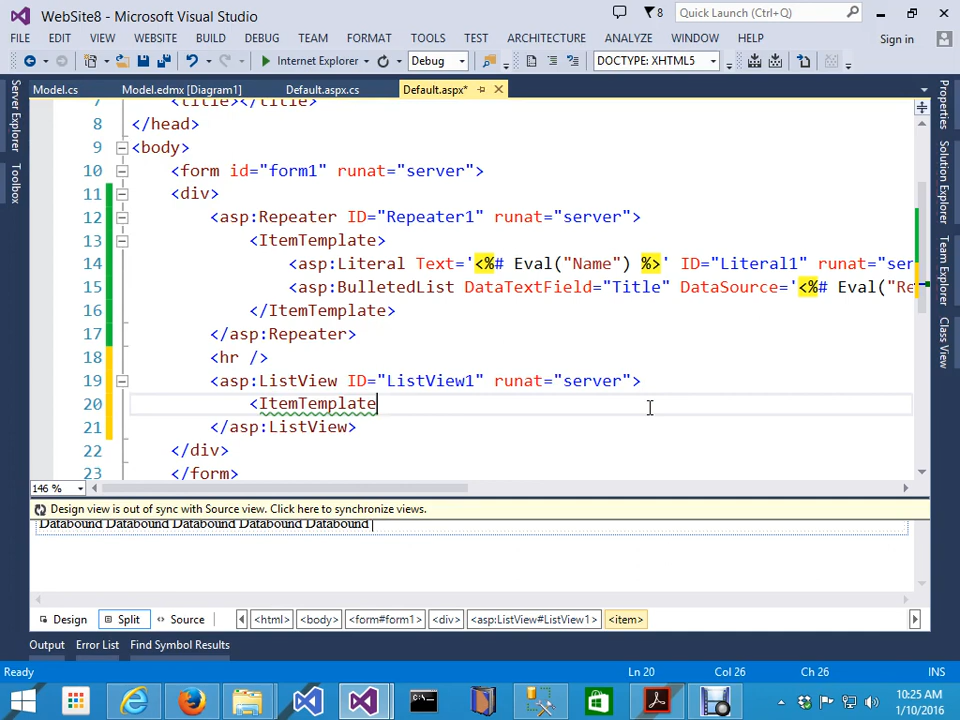 WebSite8 - Microsoft Visual Studio
8
Quick Launch (Ctrl+Q)
FILE EDIT VIEW WEBSITE BUILD DEBUG TEAM FORMAT TOOLS TEST ARCHITECTURE ANALYZE WINDOW HELP
Sign in
Internet Explorer
Debug
DOCTYPE: XHTML5
Model.cs
Model.edmx [Diagram1]
Default.aspx.cs
Default.aspx*
Server Explorer
Toolbox
Properties
Solution Explorer
Team Explorer
Class View
7 <title></title>
8 </head>
9 <body>
10 <form id="form1" runat="server">
11 <div>
12 <asp:Repeater ID="Repeater1" runat="server">
13 <ItemTemplate>
14 <asp:Literal Text='<%# Eval("Name") %>' ID="Literal1" runat="ser
15 <asp:BulletedList DataTextField="Title" DataSource='<%# Eval("Re
16 </ItemTemplate>
17 </asp:Repeater>
18 <hr />
19 <asp:ListView ID="ListView1" runat="server">
20 <ItemTemplate
21 </asp:ListView>
22 </div>
23 </form>
146 %
Design view is out of sync with Source view. Click here to synchronize views.
Databound Databound Databound Databound Databound
Design
Split
Source
<html> <body> <form#form1> <div> <asp:ListView#ListView1> <item>
Output Error List Find Symbol Results
Ready
Ln 20
Col 26
Ch 26
INS
10:25 AM
1/10/2016